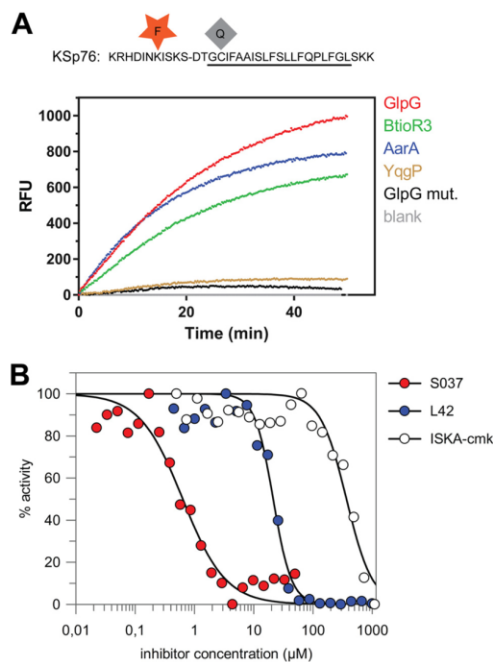 A
F
Q
KSp76: KRHDINKISKS-DTGCIFAAISLFSLLFQPLFGLSKK
1000
800
600
400
200
0
RFU
0 20 40
Time (min)
GlpG
BtioR3
AarA
YqgP
GlpG mut.
blank
B
100
80
60
40
20
0
% activity
0,01 0,1 1 10 100 1000
inhibitor concentration (µM)
S037
L42
ISKA-cmk